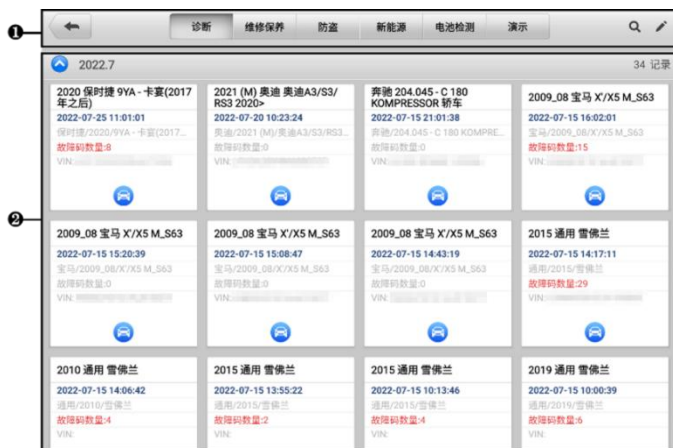 ❶
诊断 维修保养 防盗 新能源 电池检测 演示
❷
2022.7 34 记录
2020 保时捷 9YA - 卡宴(2017年之后)
2022-07-25 11:01:01
保时捷/2020/9YA - 卡宴(2017...
故障码数量:8
VIN:
2021 (M) 奥迪 奥迪A3/S3/RS3 2020>
2022-07-20 10:23:24
奥迪/2021 (M)/奥迪A3/S3/RS3...
故障码数量:0
VIN:
奔驰 204.045 - C 180 KOMPRESSOR 轿车
2022-07-15 21:01:38
奔驰/204.045 - C 180 KOMPRE...
故障码数量:0
VIN:
2009_08 宝马 X'/X5 M_S63
2022-07-15 16:02:01
宝马/2009_08/X'/X5 M_S63
故障码数量:15
VIN:
2009_08 宝马 X'/X5 M_S63
2022-07-15 15:20:39
宝马/2009_08/X'/X5 M_S63
故障码数量:0
VIN:
2009_08 宝马 X'/X5 M_S63
2022-07-15 15:08:47
宝马/2009_08/X'/X5 M_S63
故障码数量:0
VIN:
2009_08 宝马 X'/X5 M_S63
2022-07-15 14:43:19
宝马/2009_08/X'/X5 M_S63
故障码数量:0
VIN:
2015 通用 雪佛兰
2022-07-15 14:17:11
通用/2015/雪佛兰
故障码数量:29
VIN:
2010 通用 雪佛兰
2022-07-15 14:06:42
通用/2010/雪佛兰
故障码数量:4
VIN:
2015 通用 雪佛兰
2022-07-15 13:55:22
通用/2015/雪佛兰
故障码数量:2
VIN:
2015 通用 雪佛兰
2022-07-15 10:13:46
通用/2015/雪佛兰
故障码数量:4
VIN:
2019 通用 雪佛兰
2022-07-15 10:00:39
通用/2019/雪佛兰
故障码数量:6
VIN: